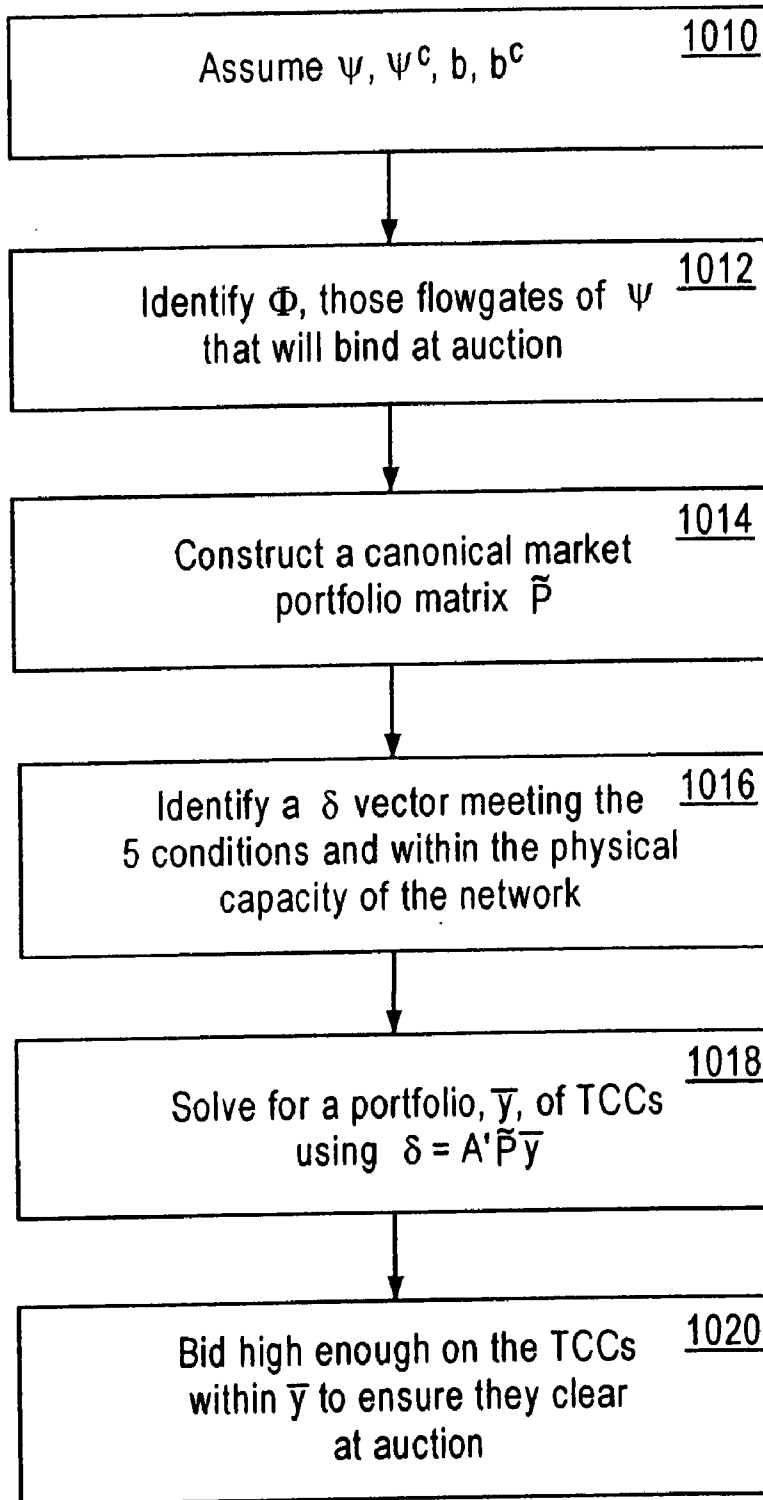 1010
Assume ψ, ψᶜ, b, bᶜ
1012
Identify Φ, those flowgates of ψ
that will bind at auction
1014
Construct a canonical market
portfolio matrix P̃
1016
Identify a δ vector meeting the
5 conditions and within the physical
capacity of the network
1018
Solve for a portfolio, y̅, of TCCs
using δ = A'P̃y̅
1020
Bid high enough on the TCCs
within y̅ to ensure they clear
at auction